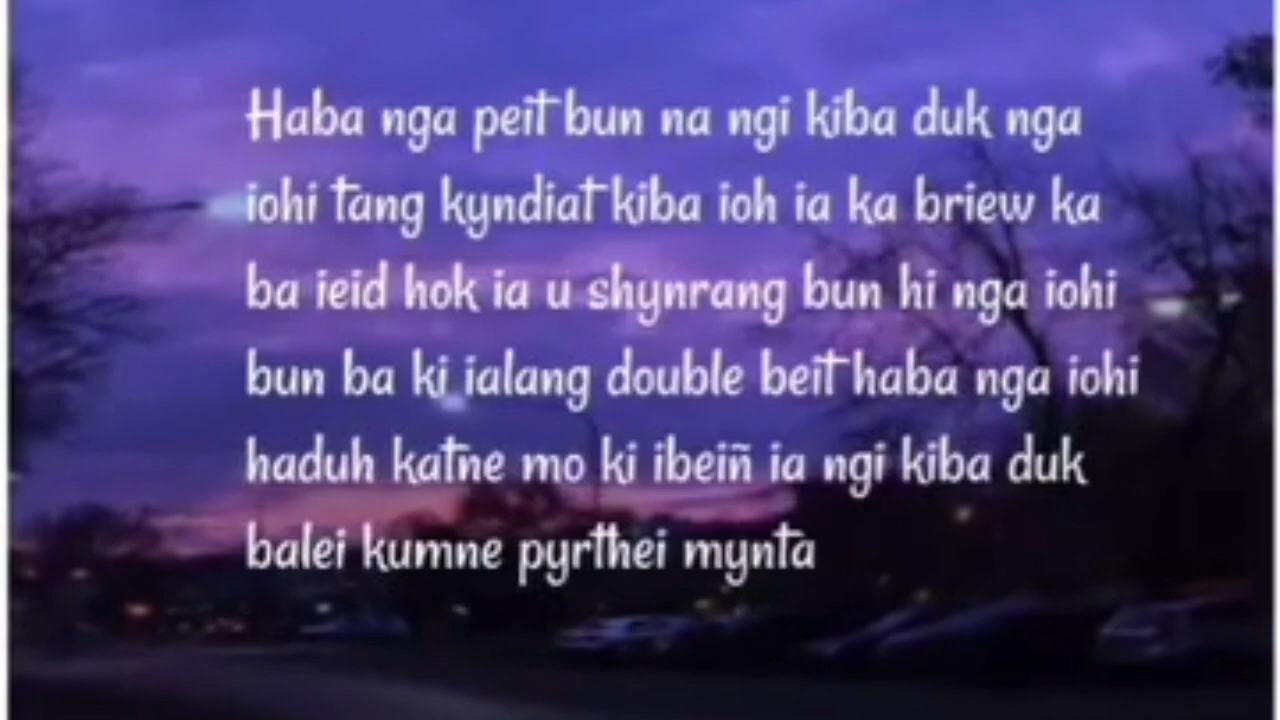 Haba nga peit bun na ngi kiba duk nga
iohi tang kyndiat kiba ioh ia ka briew ka
ba ieid hok ia u shynrang bun hi nga iohi
bun ba ki ialang double beit haba nga iohi
haduh katne mo ki ibeiñ ia ngi kiba duk
balei kumne pyrthei mynta